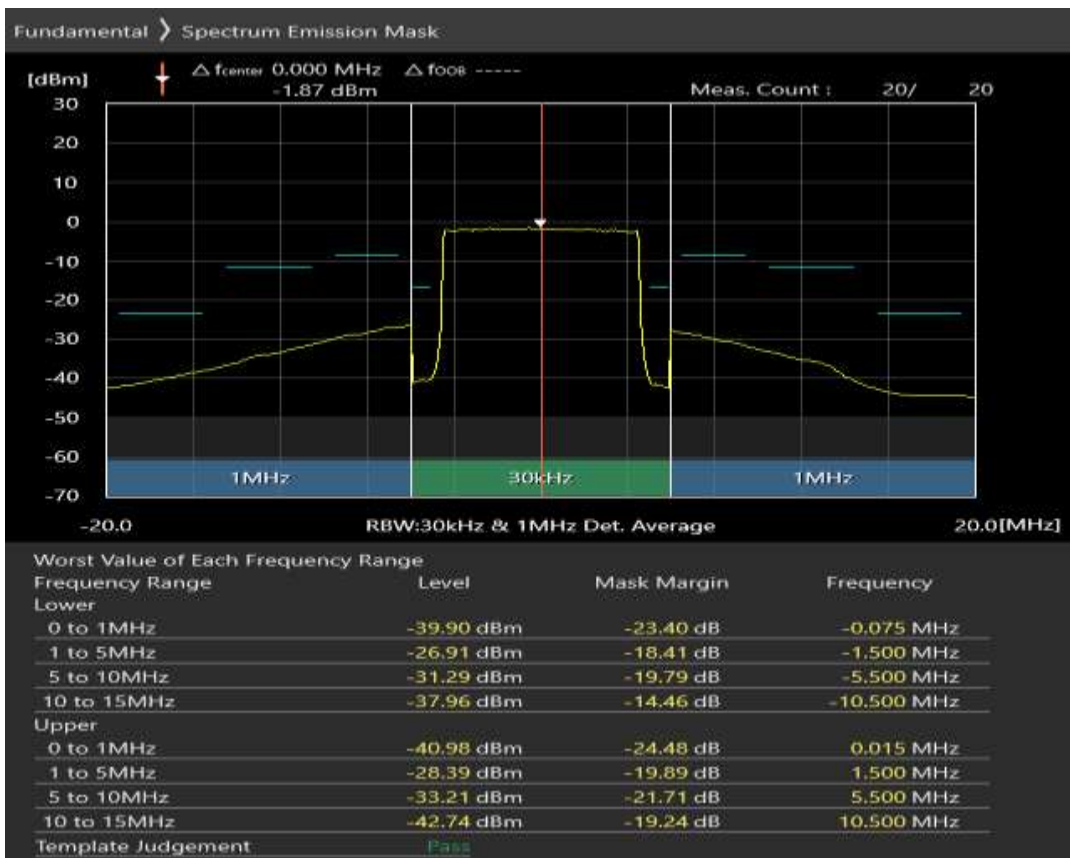 Fundamental ❯ Spectrum Emission Mask
[dBm] △ fcenter 0.000 MHz △ fOOB -----
-1.87 dBm Meas. Count : 20/ 20
30
20
10
0
-10
-20
-30
-40
-50
-60
1MHz 30kHz 1MHz
-70
-20.0 RBW:30kHz & 1MHz Det. Average 20.0[MHz]
Worst Value of Each Frequency Range
Frequency Range Level Mask Margin Frequency
Lower
0 to 1MHz -39.90 dBm -23.40 dB -0.075 MHz
1 to 5MHz -26.91 dBm -18.41 dB -1.500 MHz
5 to 10MHz -31.29 dBm -19.79 dB -5.500 MHz
10 to 15MHz -37.96 dBm -14.46 dB -10.500 MHz
Upper
0 to 1MHz -40.98 dBm -24.48 dB 0.015 MHz
1 to 5MHz -28.39 dBm -19.89 dB 1.500 MHz
5 to 10MHz -33.21 dBm -21.71 dB 5.500 MHz
10 to 15MHz -42.74 dBm -19.24 dB 10.500 MHz
Template Judgement Pass